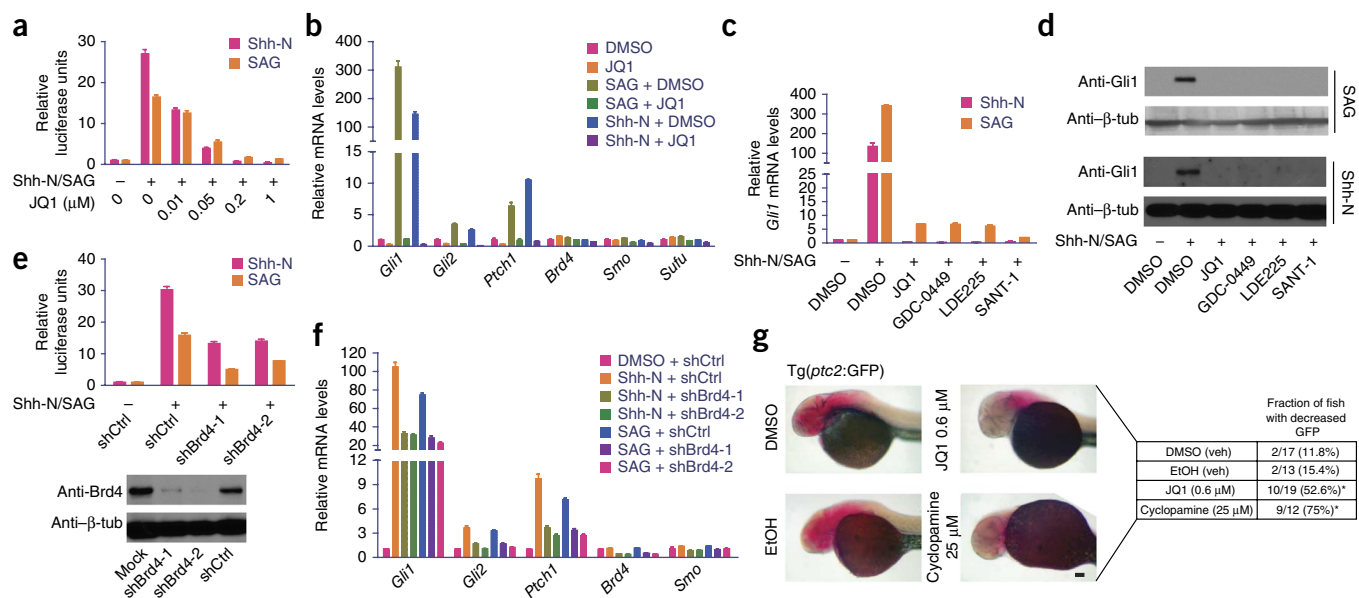 a
30
20
10
0
Relative
luciferase units
Shh-N
SAG
Shh-N/SAG – + + + + +
JQ1 (μM) 0 0 0.01 0.05 0.2 1
b
400
300
200
100
15
10
5
0
Relative mRNA levels
DMSO
JQ1
SAG + DMSO
SAG + JQ1
Shh-N + DMSO
Shh-N + JQ1
Gli1 Gli2 Ptch1 Brd4 Smo Sufu
c
400
300
200
100
25
20
15
10
5
0
Relative
Gli1 mRNA levels
Shh-N
SAG
Shh-N/SAG – + + + + +
DMSO DMSO JQ1 GDC-0449 LDE225 SANT-1
d
Anti-Gli1
Anti–β-tub
SAG
Anti-Gli1
Anti–β-tub
Shh-N
Shh-N/SAG – + + + + +
DMSO DMSO JQ1 GDC-0449 LDE225 SANT-1
e
40
30
20
10
0
Relative
luciferase units
Shh-N
SAG
Shh-N/SAG – + + +
shCtrl shCtrl shBrd4-1 shBrd4-2
Anti-Brd4
Anti–β-tub
Mock shBrd4-1 shBrd4-2 shCtrl
f
120
100
80
60
40
20
12
9
6
3
0
Relative mRNA levels
DMSO + shCtrl
Shh-N + shCtrl
Shh-N + shBrd4-1
Shh-N + shBrd4-2
SAG + shCtrl
SAG + shBrd4-1
SAG + shBrd4-2
Gli1 Gli2 Ptch1 Brd4 Smo
g
Tg(ptc2:GFP)
DMSO
JQ1 0.6 μM
EtOH
Cyclopamine
25 μM
Fraction of fish
with decreased
GFP
DMSO (veh) 2/17 (11.8%)
EtOH (veh) 2/13 (15.4%)
JQ1 (0.6 μM) 10/19 (52.6%)*
Cyclopamine (25 μM) 9/12 (75%)*